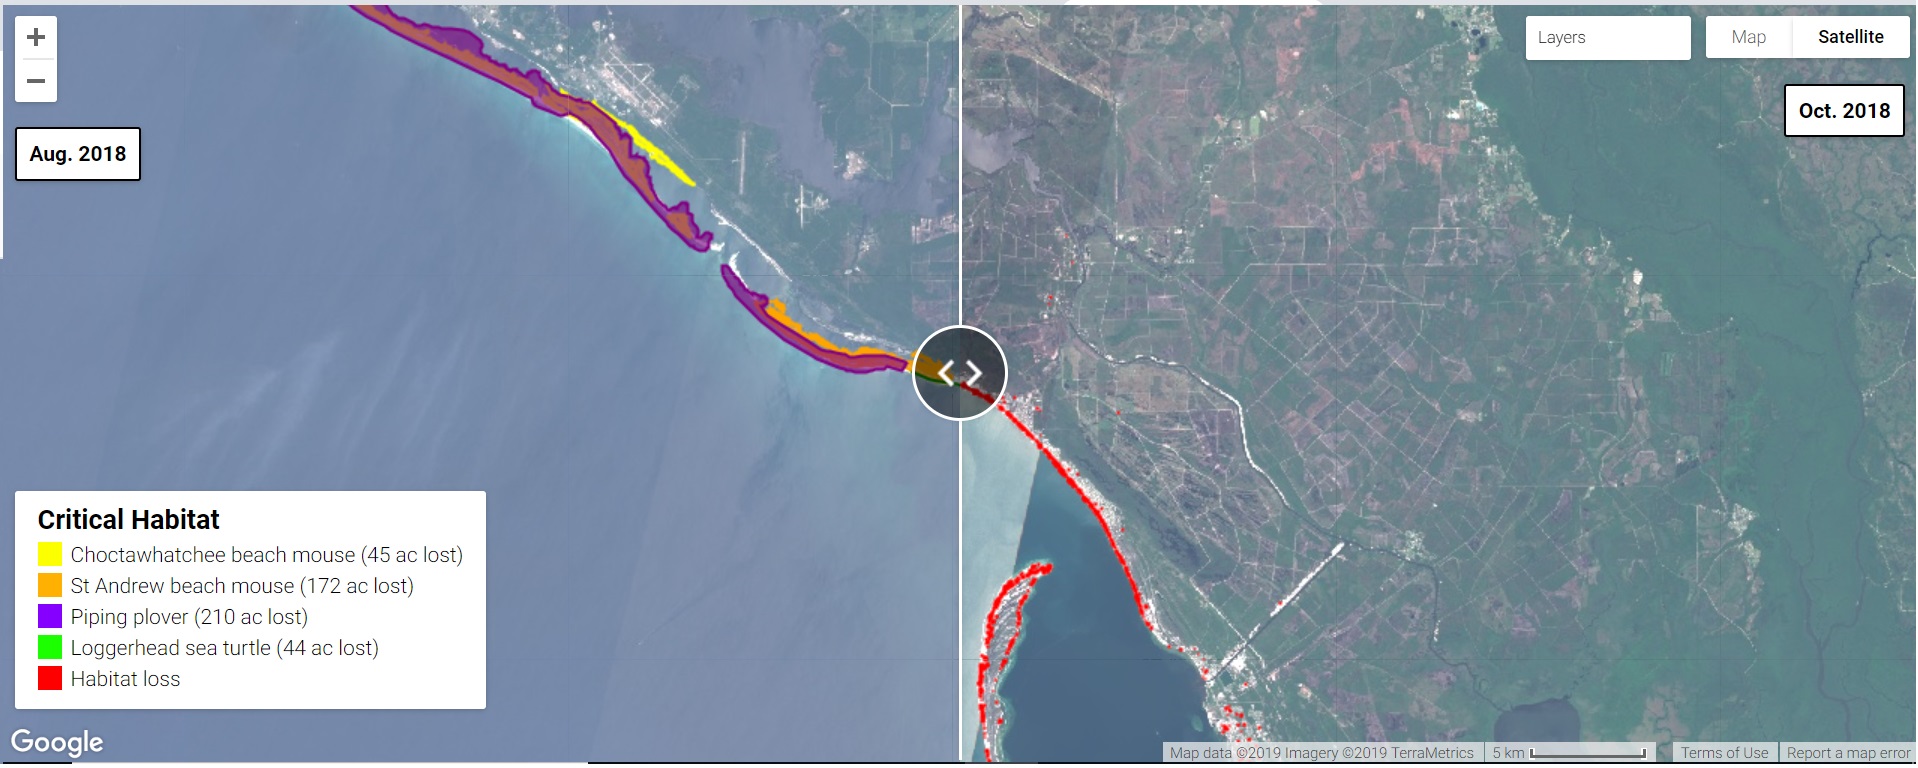 Layers
Map
Satellite
Aug. 2018
Oct. 2018
Critical Habitat
Choctawhatchee beach mouse (45 ac lost)
St Andrew beach mouse (172 ac lost)
Piping plover (210 ac lost)
Loggerhead sea turtle (44 ac lost)
Habitat loss
Google
Map data ©2019 Imagery ©2019 TerraMetrics
5 km
Terms of Use
Report a map error